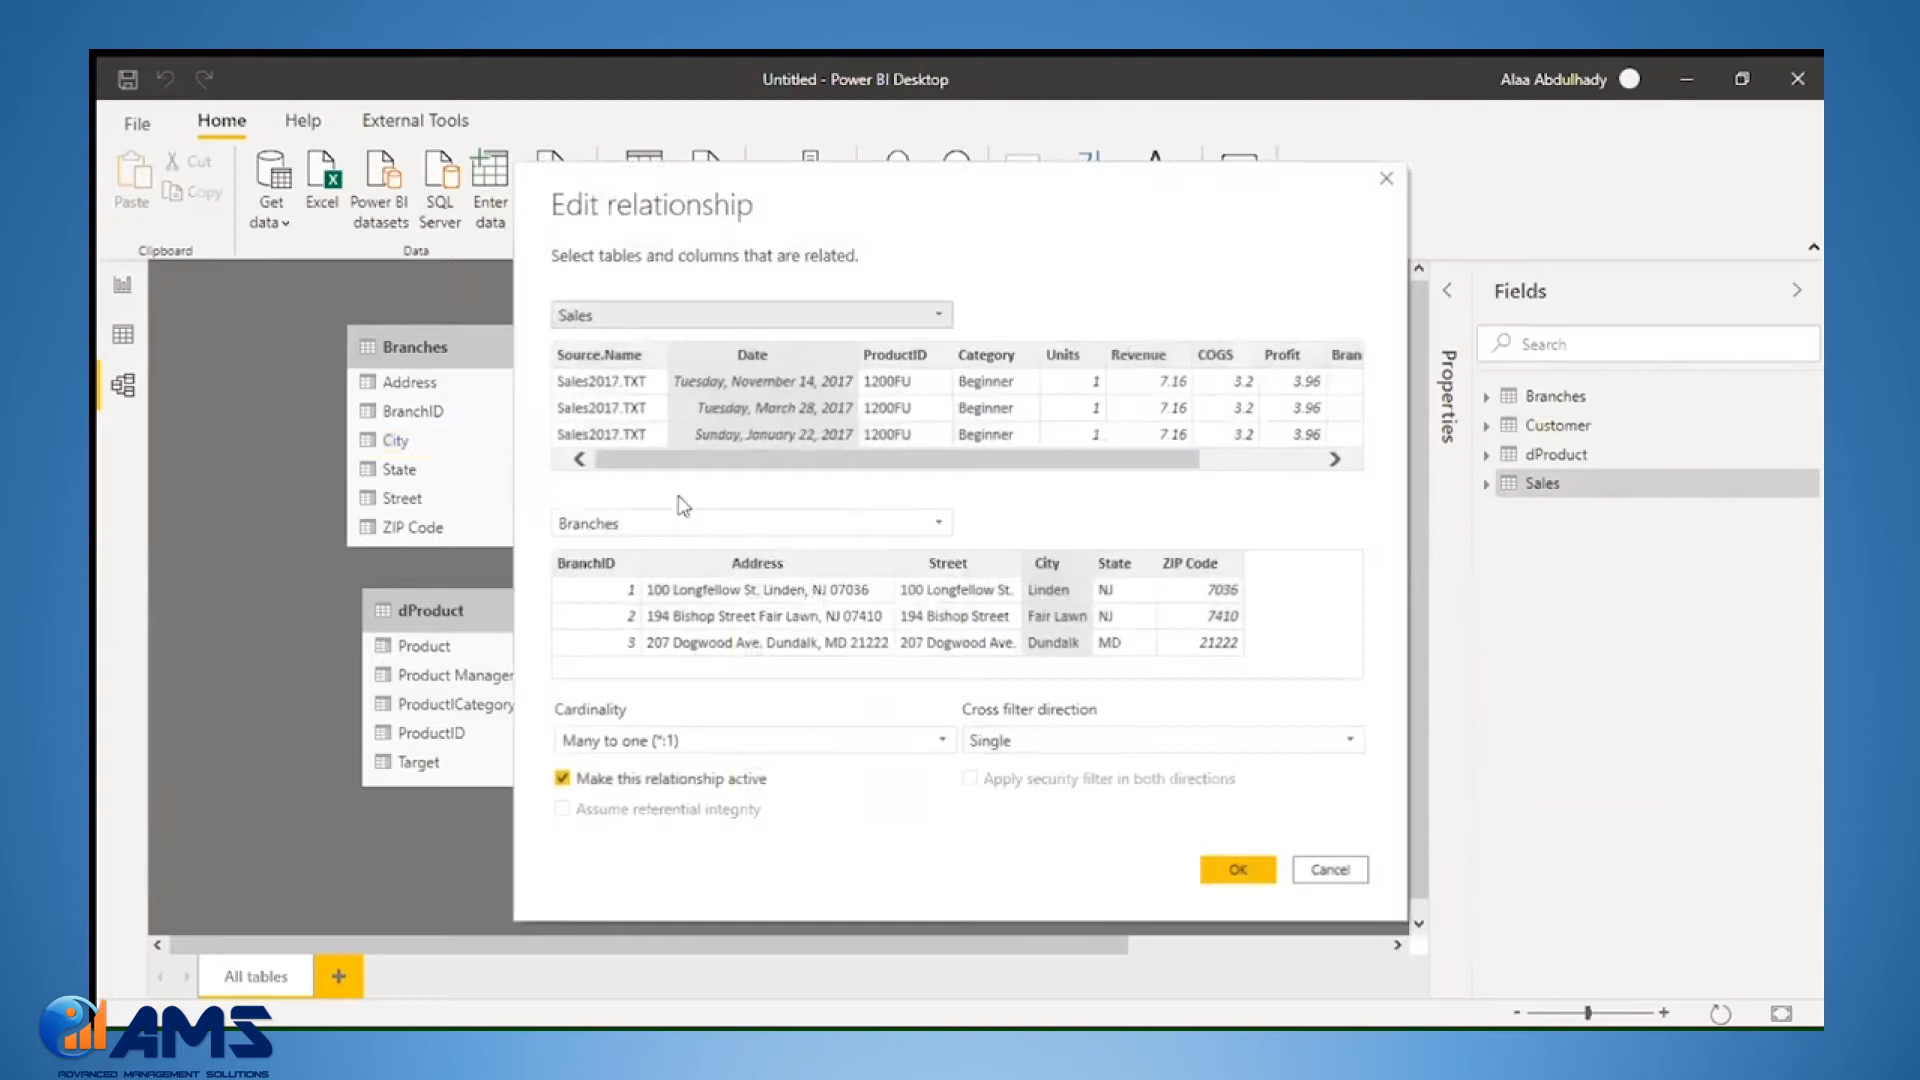 Untitled - Power BI Desktop
Alaa Abdulhady
File
Home
Help
External Tools
Paste
Cut
Copy
Clipboard
Get data
Excel
Power BI datasets
SQL Server
Enter data
Data
Edit relationship
Select tables and columns that are related.
Sales
Source.Name Date ProductID Category Units Revenue COGS Profit Bran
Sales2017.TXT Tuesday, November 14, 2017 1200FU Beginner 1 7.16 3.2 3.96
Sales2017.TXT Tuesday, March 28, 2017 1200FU Beginner 1 7.16 3.2 3.96
Sales2017.TXT Sunday, January 22, 2017 1200FU Beginner 1 7.16 3.2 3.96
Branches
BranchID Address Street City State ZIP Code
1 100 Longfellow St. Linden, NJ 07036 100 Longfellow St. Linden NJ 7036
2 194 Bishop Street Fair Lawn, NJ 07410 194 Bishop Street Fair Lawn NJ 7410
3 207 Dogwood Ave. Dundalk, MD 21222 207 Dogwood Ave. Dundalk MD 21222
Cardinality
Many to one (*:1)
Cross filter direction
Single
Make this relationship active
Apply security filter in both directions
Assume referential integrity
OK
Cancel
Branches
Address
BranchID
City
State
Street
ZIP Code
dProduct
Product
Product Manager
ProductlCategory
ProductID
Target
Properties
Fields
Search
Branches
Customer
dProduct
Sales
All tables
AMS
ADVANCED MANAGEMENT SOLUTIONS